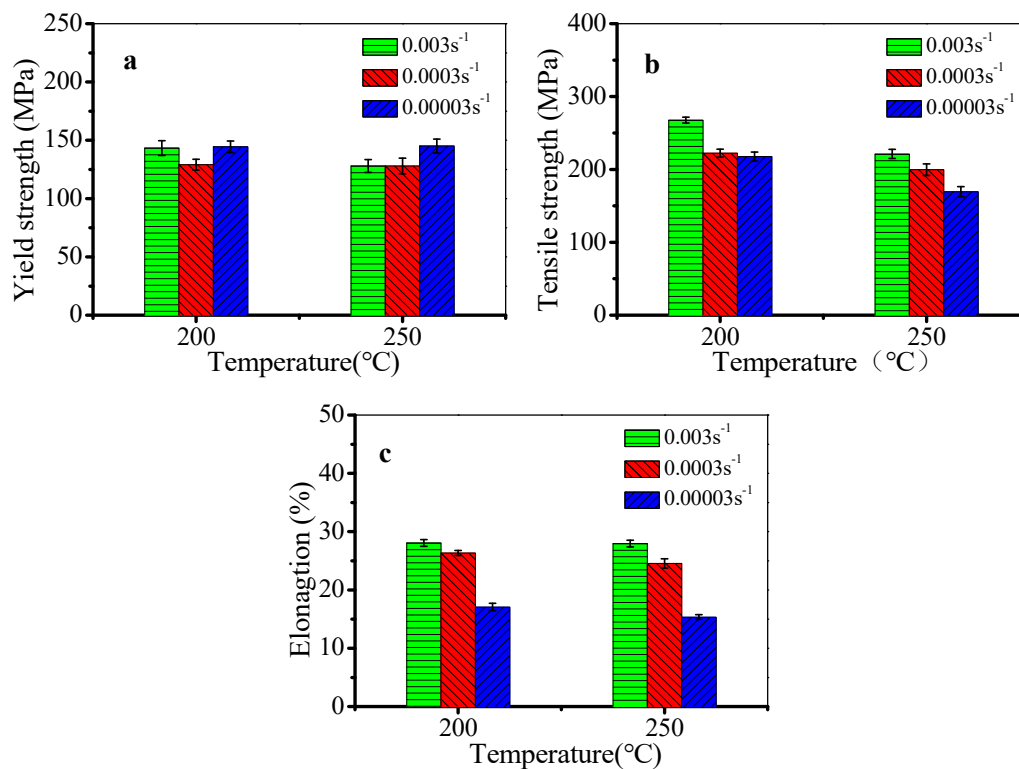 250
200
150
100
50
0
Yield strength (MPa)
a
0.003s⁻¹
0.0003s⁻¹
0.00003s⁻¹
200 250
Temperature(°C)
400
300
200
100
0
Tensile strength (MPa)
b
0.003s⁻¹
0.0003s⁻¹
0.00003s⁻¹
200 250
Temperature（°C）
50
40
30
20
10
0
Elonagtion (%)
c
0.003s⁻¹
0.0003s⁻¹
0.00003s⁻¹
200 250
Temperature(°C)